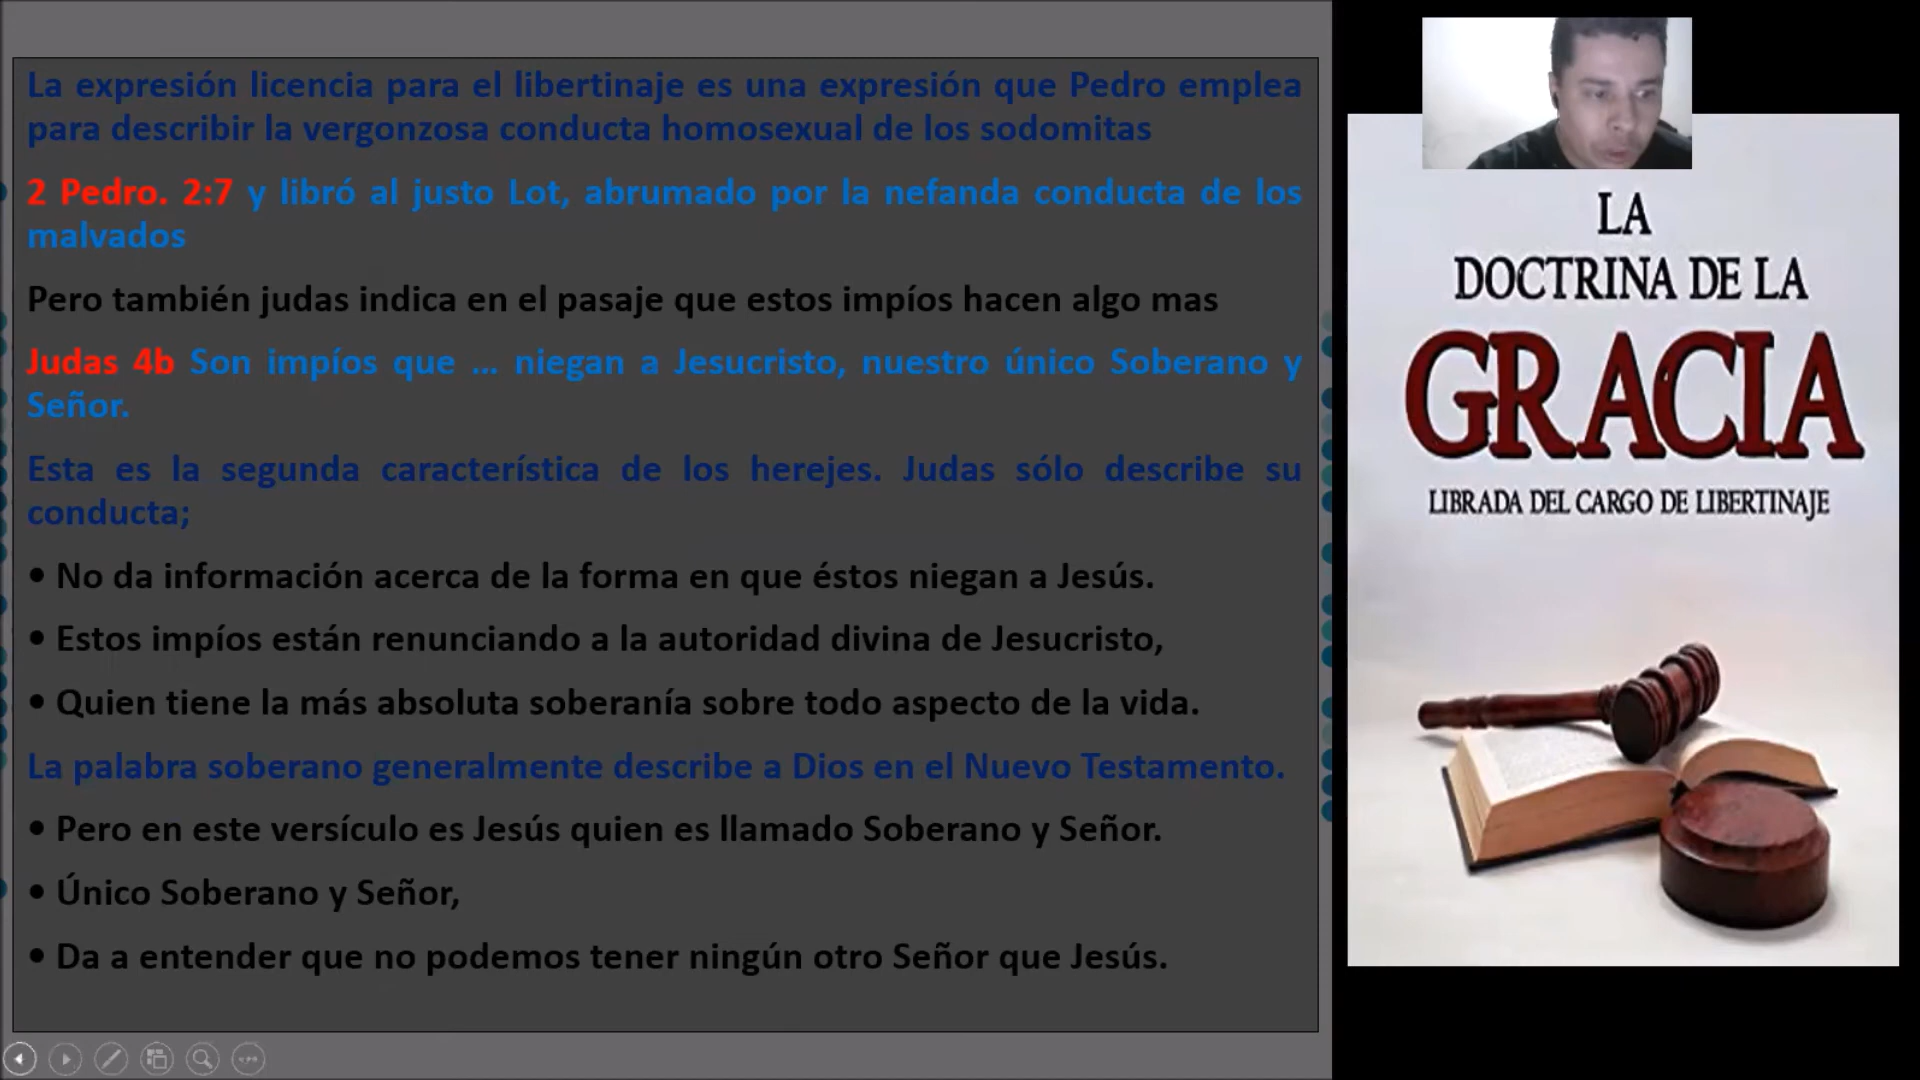 La expresión licencia para el libertinaje es una expresión que Pedro emplea
para describir la vergonzosa conducta homosexual de los sodomitas
2 Pedro. 2:7 y libró al justo Lot, abrumado por la nefanda conducta de los
malvados
Pero también judas indica en el pasaje que estos impíos hacen algo mas
Judas 4b Son impíos que ... niegan a Jesucristo, nuestro único Soberano y
Señor.
Esta es la segunda característica de los herejes. Judas sólo describe su
conducta;
• No da información acerca de la forma en que éstos niegan a Jesús.
• Estos impíos están renunciando a la autoridad divina de Jesucristo,
• Quien tiene la más absoluta soberanía sobre todo aspecto de la vida.
La palabra soberano generalmente describe a Dios en el Nuevo Testamento.
• Pero en este versículo es Jesús quien es llamado Soberano y Señor.
• Único Soberano y Señor,
• Da a entender que no podemos tener ningún otro Señor que Jesús.
LA
DOCTRINA DE LA
GRACIA
LIBRADA DEL CARGO DE LIBERTINAJE